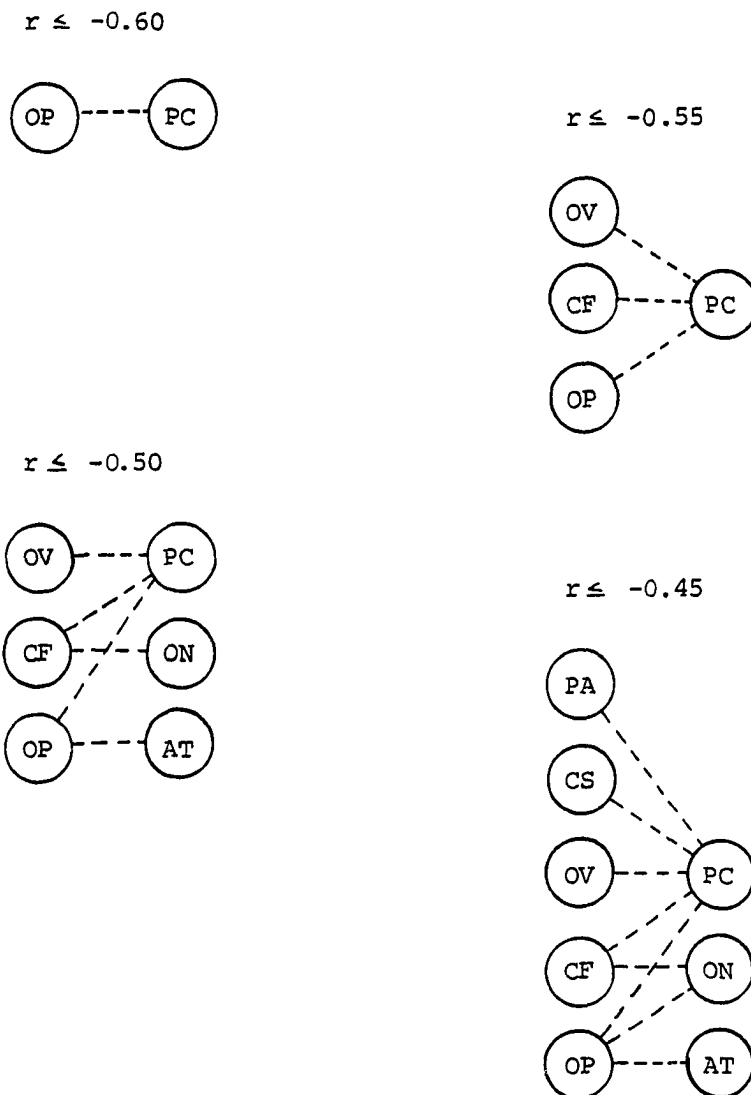 r ≤ -0.60
OP PC
r ≤ -0.55
OV
CF PC
OP
r ≤ -0.50
OV PC
CF ON
OP AT
r ≤ -0.45
PA
CS
OV PC
CF ON
OP AT